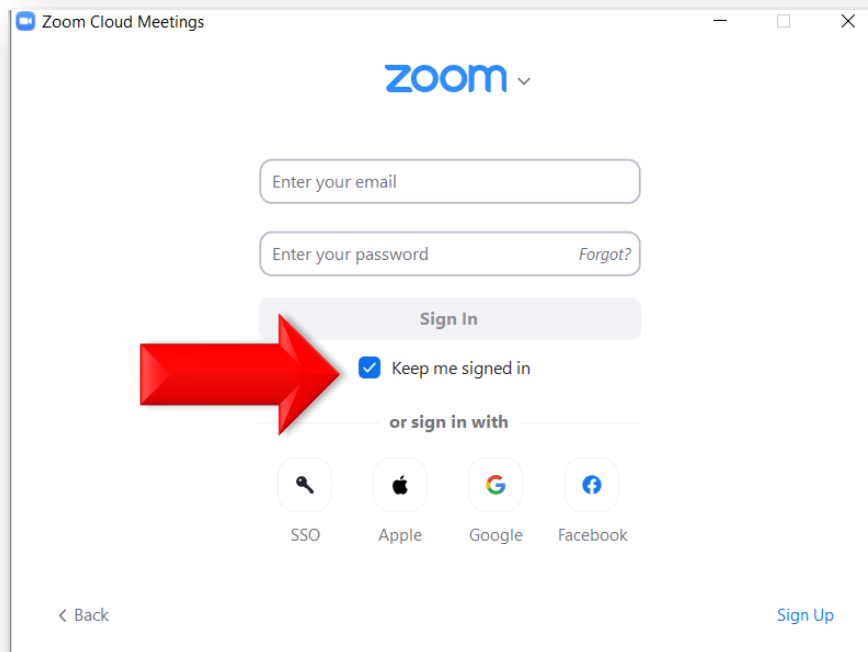 Zoom Cloud Meetings
zoom
Enter your email
Enter your password Forgot?
Sign In
Keep me signed in
or sign in with
SSO Apple Google Facebook
Back Sign Up